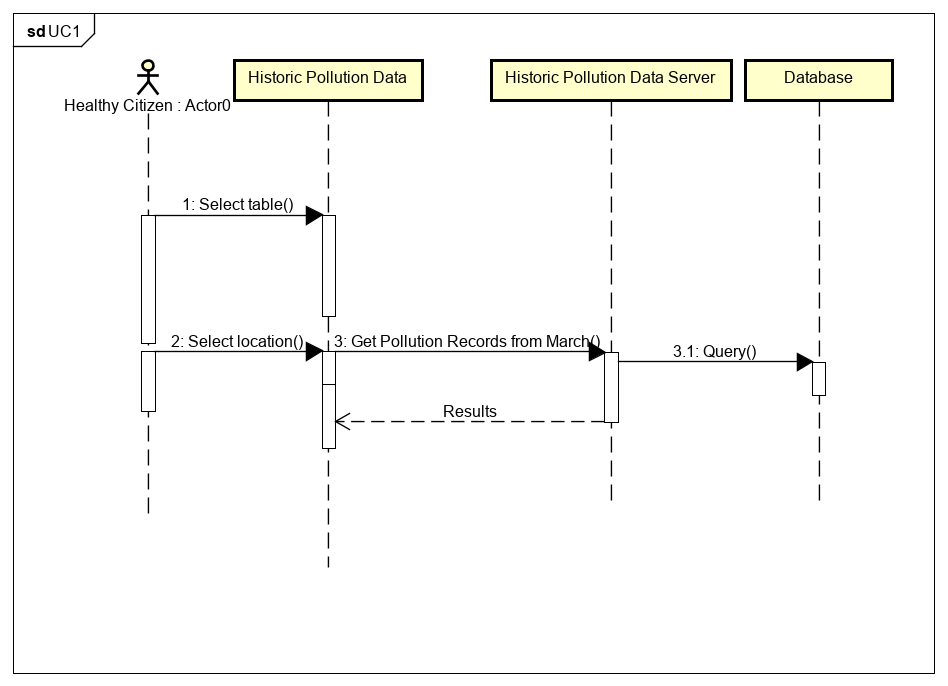 sd UC1
Healthy Citizen : Actor0
Historic Pollution Data
Historic Pollution Data Server
Database
1: Select table()
2: Select location()
3: Get Pollution Records from March()
3.1: Query()
Results